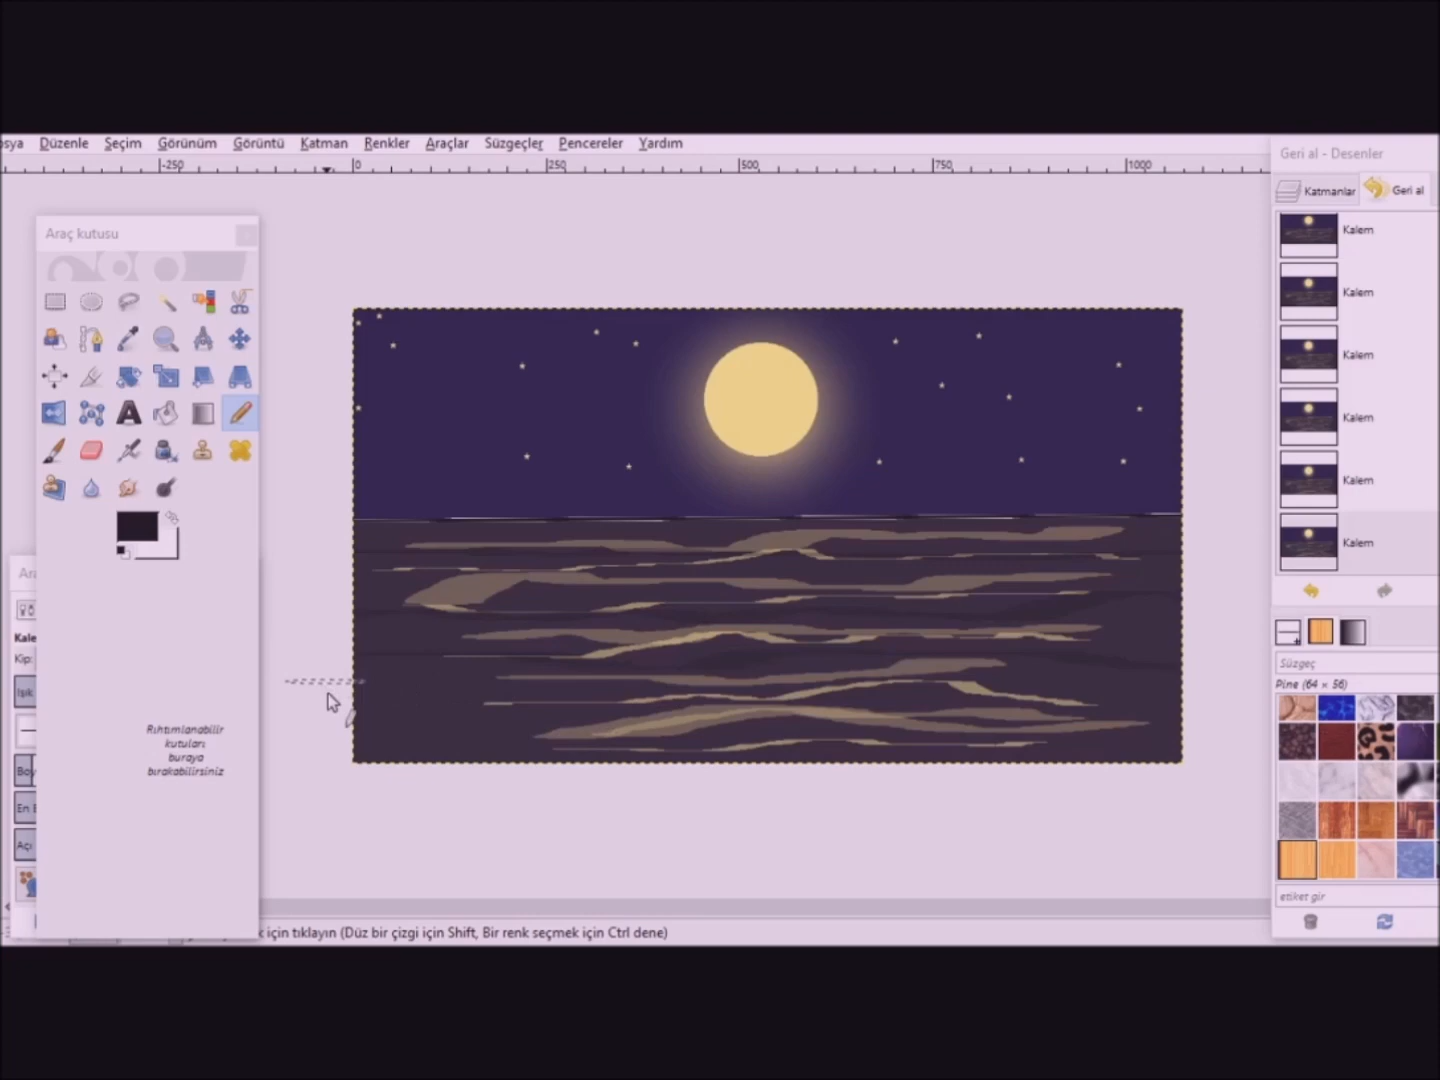 osya Düzenle Seçim Görünüm Görüntü Katman Renkler Araçlar Süzgeçler Pencereler Yardım
-250 0 250 500 750 1000
Geri al - Desenler
Katmanlar Geri al
Araç kutusu
Kalem
Kalem
Kalem
Kalem
Kalem
Kalem
Kale
Kip:
Süzgeç
Pine (64 × 56)
Rıhtımlanabilir
kutuları
buraya
bırakabilirsiniz
Boy
En B
Açı
etiket gir
k için tıklayın (Düz bir çizgi için Shift, Bir renk seçmek için Ctrl dene)